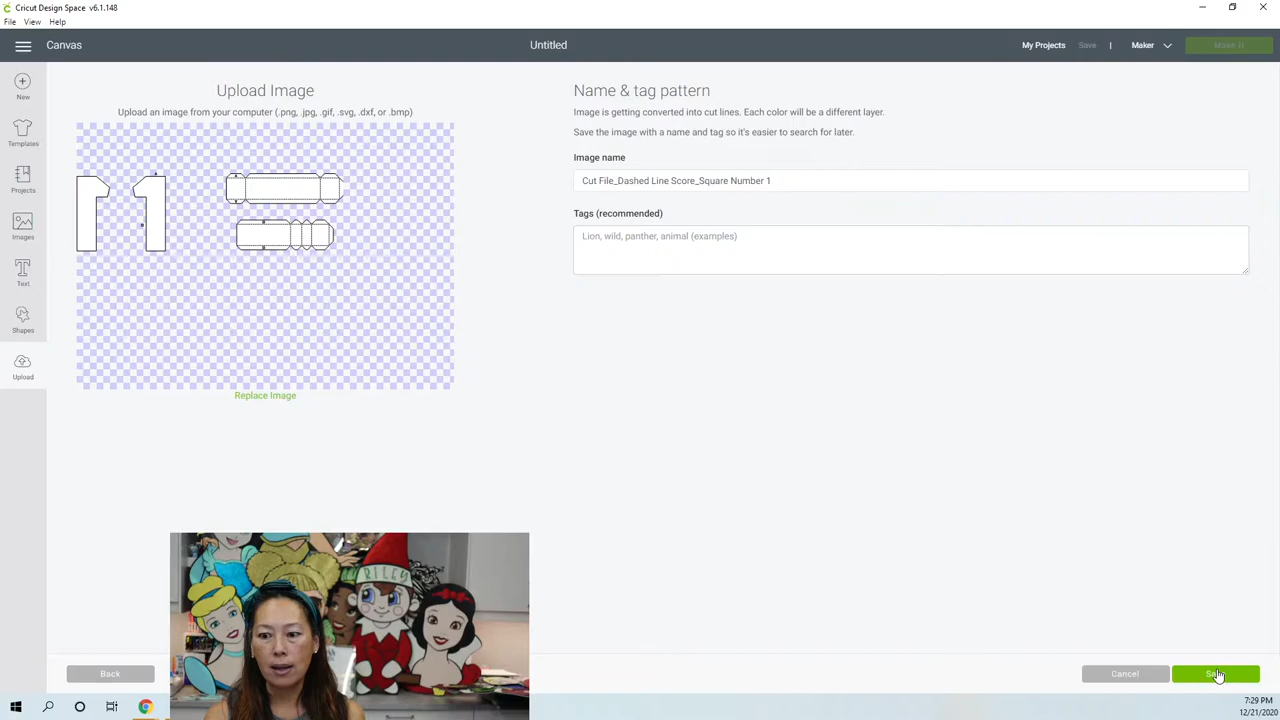 Cricut Design Space v6.1.148
File View Help
Canvas
Untitled
My Projects Save | Maker Make It
New
Templates
Projects
Images
Text
Shapes
Upload
Upload Image
Upload an image from your computer (.png, .jpg, .gif, .svg, .dxf, or .bmp)
Replace Image
Name & tag pattern
Image is getting converted into cut lines. Each color will be a different layer.
Save the image with a name and tag so it's easier to search for later.
Image name
Cut File_Dashed Line Score_Square Number 1
Tags (recommended)
Lion, wild, panther, animal (examples)
RILEY
Back
Cancel
7:29 PM
12/21/2020